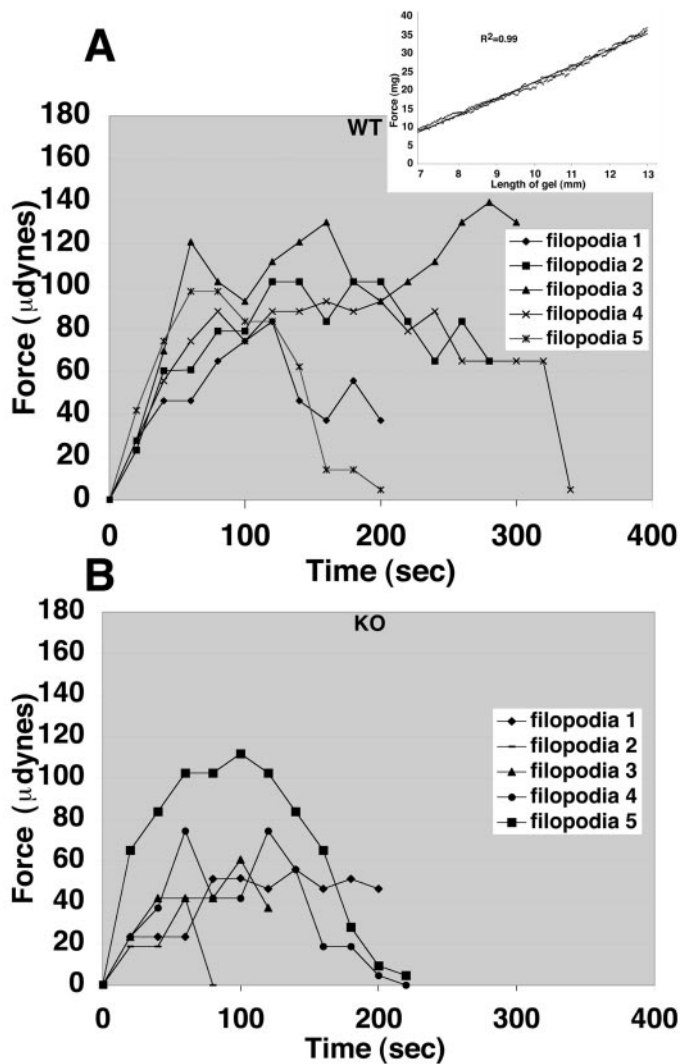 A
40
35
30
25
20
15
10
5
0
Force (mg)
R2=0.99
7 8 9 10 11 12 13
Length of gel (mm)
180
160
140
120
100
80
60
40
20
0
Force (μdynes)
WT
filopodia 1
filopodia 2
filopodia 3
filopodia 4
filopodia 5
0 100 200 300 400
Time (sec)
B
180
160
140
120
100
80
60
40
20
0
Force (μdynes)
KO
filopodia 1
filopodia 2
filopodia 3
filopodia 4
filopodia 5
0 100 200 300 400
Time (sec)